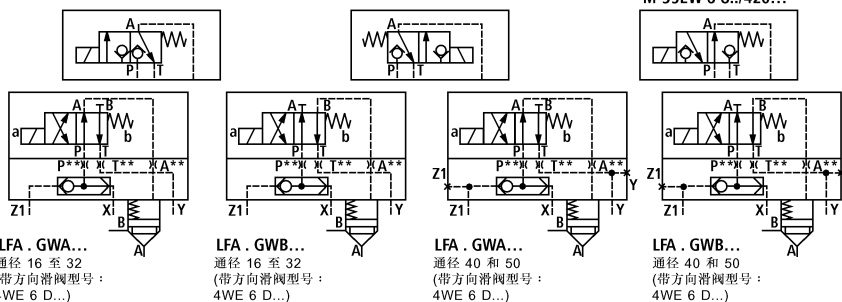 A
P T
A
P T
A
P T
A B
a b
P T
P** T** A**
Z1 X Y
B
A
LFA . GWA...
通径 16 至 32
(带方向滑阀型号：
4WE 6 D...)
A B
a b
P T
P** T** A**
Z1 X Y
B
A
LFA . GWB...
通径 16 至 32
(带方向滑阀型号：
4WE 6 D...)
A B
a b
P T
P** T** A**
Z1 Y
Z1 X Y
B
A
LFA . GWA...
通径 40 和 50
(带方向滑阀型号：
4WE 6 D...)
A B
a b
P T
P** T** A**
Z1
Z1 X Y
B
A
LFA . GWB...
通径 40 和 50
(带方向滑阀型号：
4WE 6 D...)